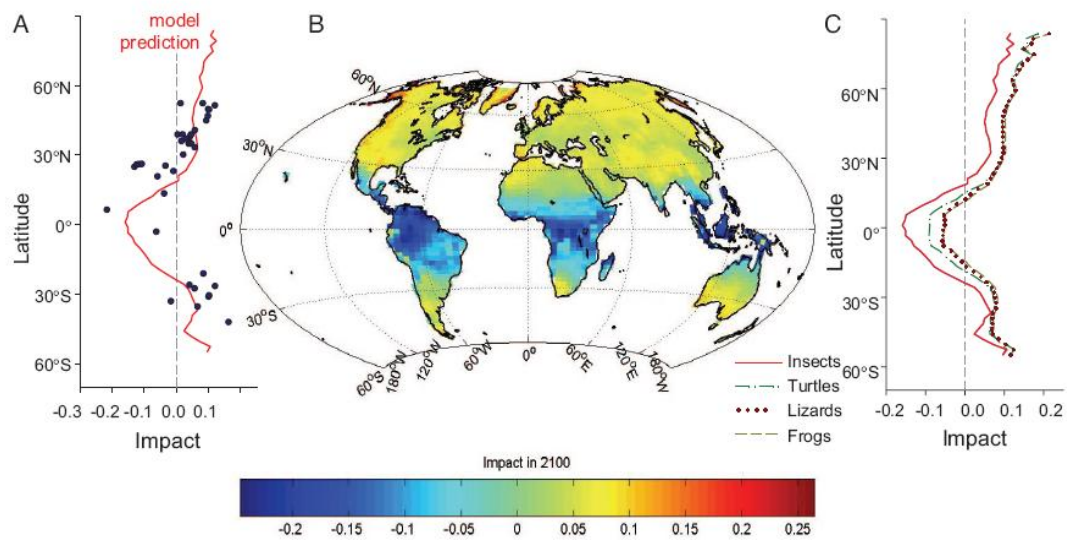 A
model
prediction
60°N
30°N
0°
30°S
60°S
Latitude
-0.3
-0.2
-0.1
0.0
0.1
Impact
B
60°N
30°N
0°
30°S
60°S
180°W
120°W
60°W
0°
60°E
120°E
180°W
C
60°N
30°N
0°
30°S
60°S
Latitude
-0.2
-0.1
0.0
0.1
0.2
Impact
Insects
Turtles
Lizards
Frogs
Impact in 2100
-0.2
-0.15
-0.1
-0.05
0
0.05
0.1
0.15
0.2
0.25